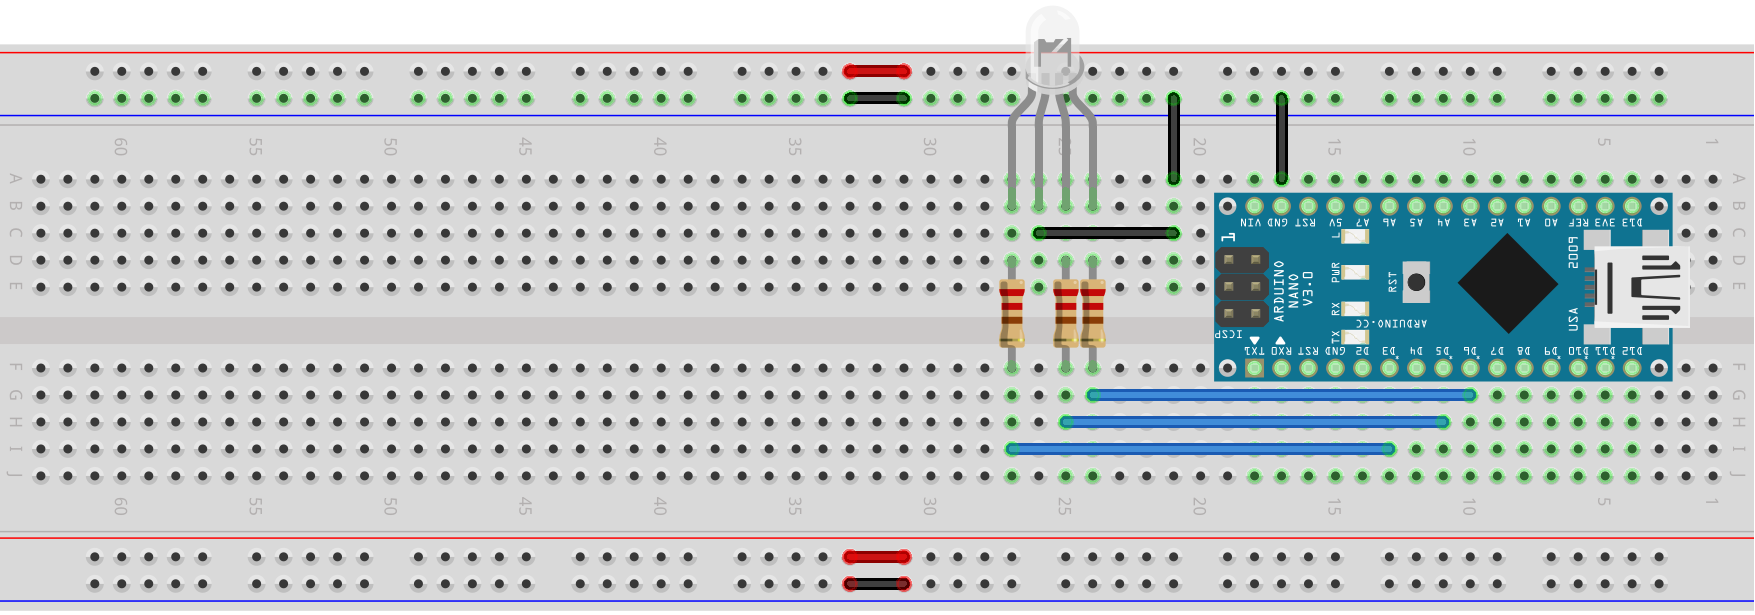 60 55 50 45 40 35 30 25 20 15 10 5 1
A A
B B
VIN GND RST 5V A7 A6 A5 A4 A3 A2 A1 A0 REF 3V3 D13
C C
L
D D
E E
ARDUINO
NANO
V3.0
PWR
RST
RX
TX
ICSP
ARDUINO.CC
USA
TX1 RX0 RST GND D2 D3 D4 D5 D6 D7 D8 D9 D10 D11 D12
F F
G G
H H
I I
J J
60 55 50 45 40 35 30 25 20 15 10 5 1